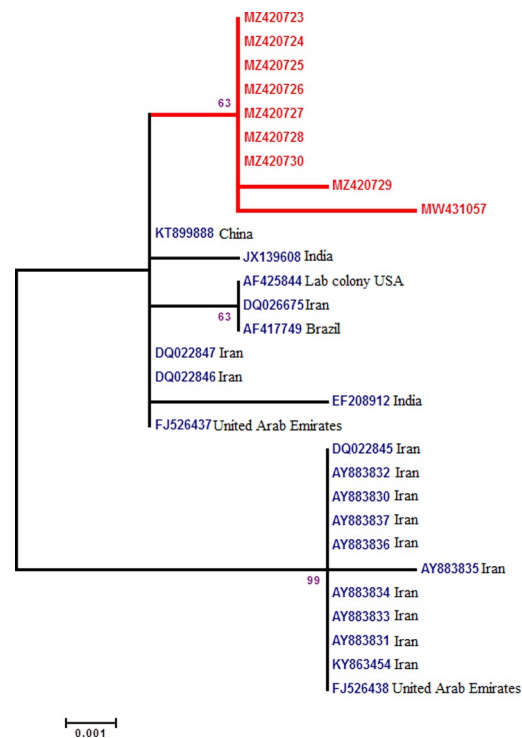 MZ420723
MZ420724
MZ420725
MZ420726
63
MZ420727
MZ420728
MZ420730
MZ420729
MW431057
KT899888 China
JX139608 India
AF425844 Lab colony USA
DQ026675 Iran
63
AF417749 Brazil
DQ022847 Iran
DQ022846 Iran
EF208912 India
FJ526437 United Arab Emirates
DQ022845 Iran
AY883832 Iran
AY883830 Iran
AY883837 Iran
AY883836 Iran
AY883835 Iran
99
AY883834 Iran
AY883833 Iran
AY883831 Iran
KY863454 Iran
FJ526438 United Arab Emirates
0.001